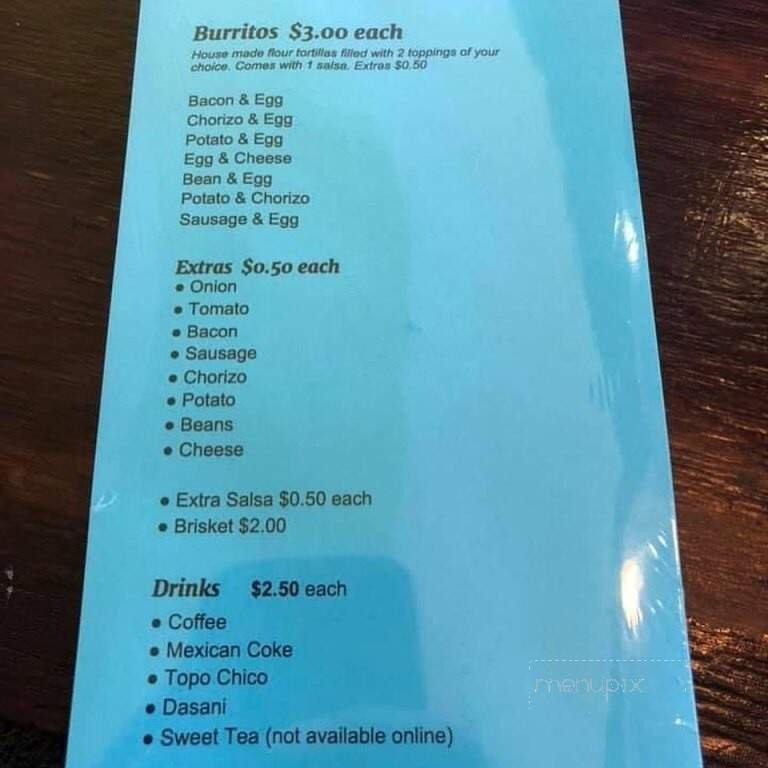 Burritos $3.00 each
House made flour tortillas filled with 2 toppings of your
choice. Comes with 1 salsa. Extras $0.50
Bacon & Egg
Chorizo & Egg
Potato & Egg
Egg & Cheese
Bean & Egg
Potato & Chorizo
Sausage & Egg
Extras $0.50 each
• Onion
• Tomato
• Bacon
• Sausage
• Chorizo
• Potato
• Beans
• Cheese
• Extra Salsa $0.50 each
• Brisket $2.00
Drinks $2.50 each
• Coffee
• Mexican Coke
• Topo Chico
• Dasani
• Sweet Tea (not available online)
menupix